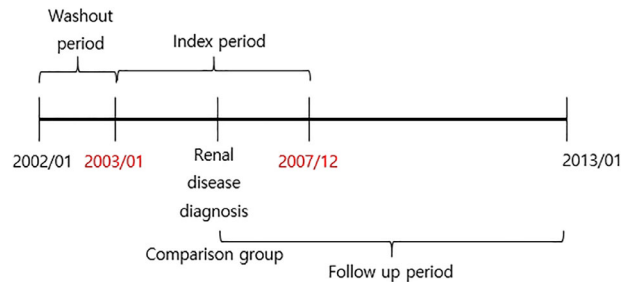 Washout
period
Index period
2002/01 2003/01 2007/12 2013/01
Renal
disease
diagnosis
Comparison group
Follow up period